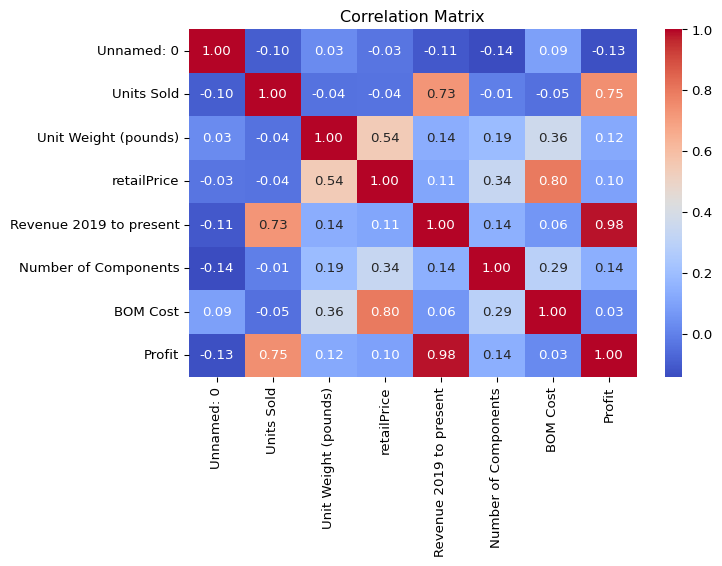 Correlation Matrix
Unnamed: 0 1.00 -0.10 0.03 -0.03 -0.11 -0.14 0.09 -0.13
Units Sold -0.10 1.00 -0.04 -0.04 0.73 -0.01 -0.05 0.75
Unit Weight (pounds) 0.03 -0.04 1.00 0.54 0.14 0.19 0.36 0.12
retailPrice -0.03 -0.04 0.54 1.00 0.11 0.34 0.80 0.10
Revenue 2019 to present -0.11 0.73 0.14 0.11 1.00 0.14 0.06 0.98
Number of Components -0.14 -0.01 0.19 0.34 0.14 1.00 0.29 0.14
BOM Cost 0.09 -0.05 0.36 0.80 0.06 0.29 1.00 0.03
Profit -0.13 0.75 0.12 0.10 0.98 0.14 0.03 1.00
Unnamed: 0
Units Sold
Unit Weight (pounds)
retailPrice
Revenue 2019 to present
Number of Components
BOM Cost
Profit
1.0
0.8
0.6
0.4
0.2
0.0